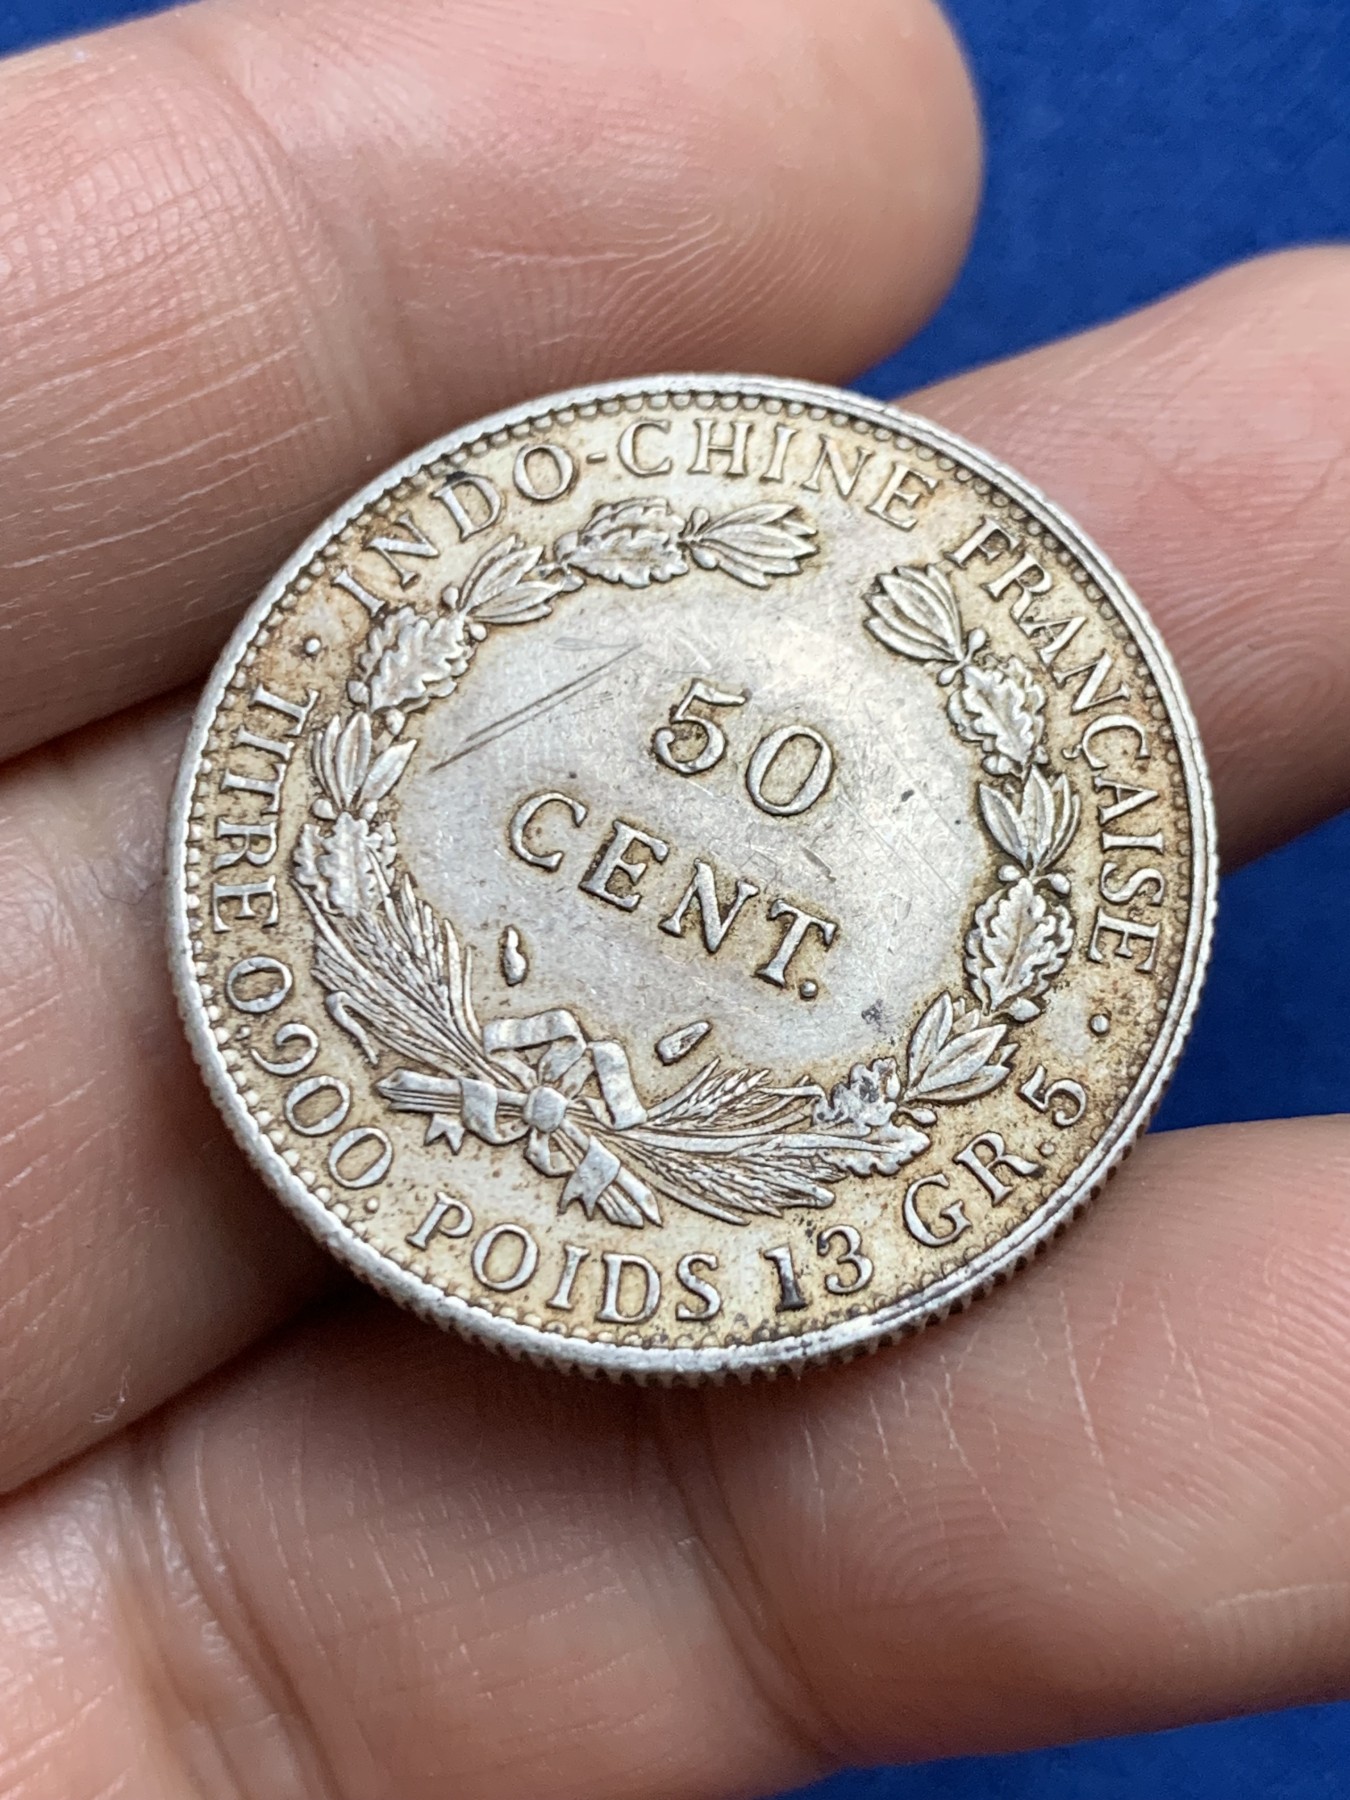 · INDO-CHINE FRANÇAISE ·
50
CENT.
TITRE 0.900. POIDS 13 GR. 5